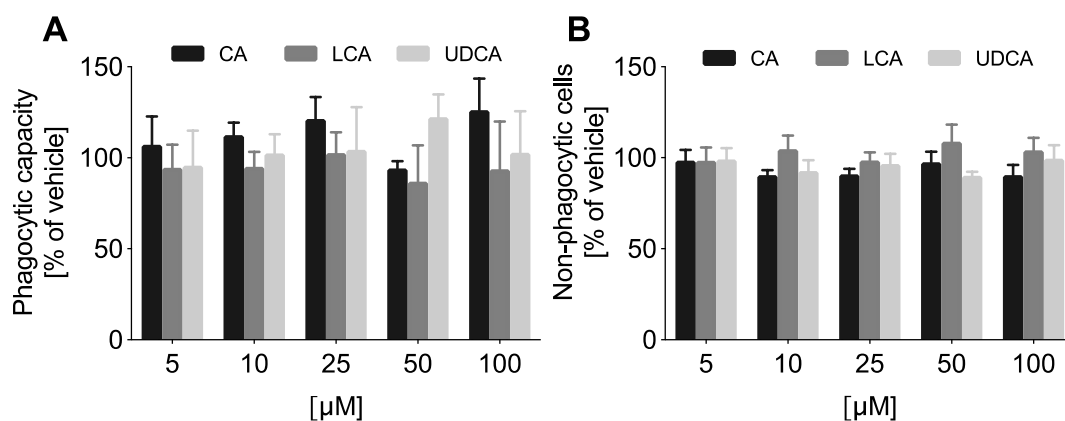 A
CA LCA UDCA
Phagocytic capacity
[% of vehicle]
150
100
50
0
5 10 25 50 100
[µM]
B
CA LCA UDCA
Non-phagocytic cells
[% of vehicle]
150
100
50
0
5 10 25 50 100
[µM]